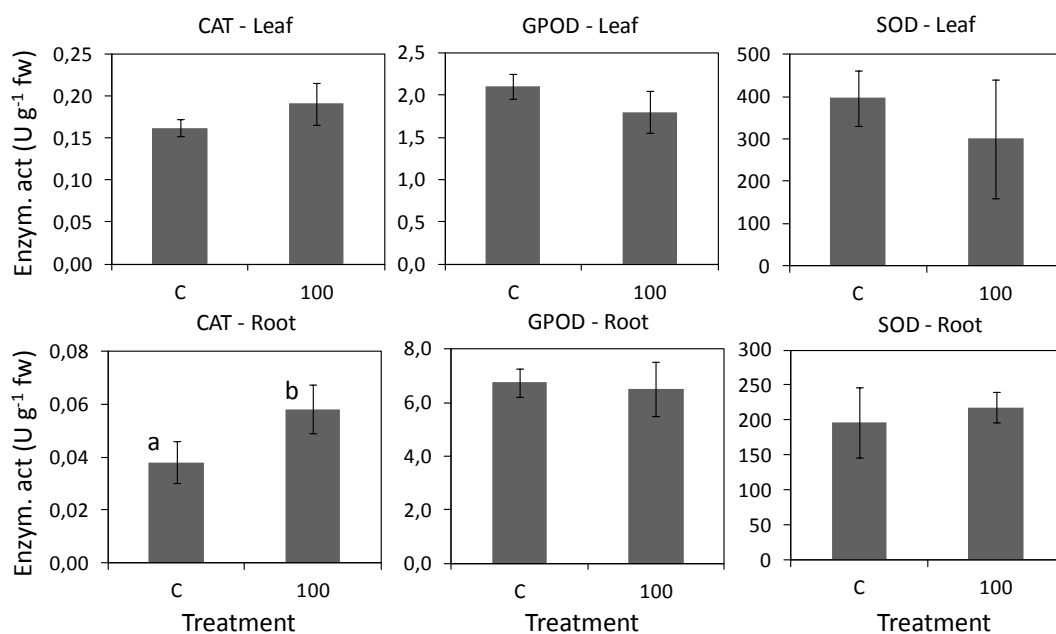 CAT - Leaf
Enzym. act (U g⁻¹ fw)
0,25
0,20
0,15
0,10
0,05
0,00
C
100
GPOD - Leaf
2,5
2,0
1,5
1,0
0,5
0,0
C
100
SOD - Leaf
500
400
300
200
100
0
C
100
CAT - Root
Enzym. act (U g⁻¹ fw)
0,08
0,06
0,04
0,02
0,00
a
b
C
100
Treatment
GPOD - Root
8,0
6,0
4,0
2,0
0,0
C
100
Treatment
SOD - Root
300
250
200
150
100
50
0
C
100
Treatment